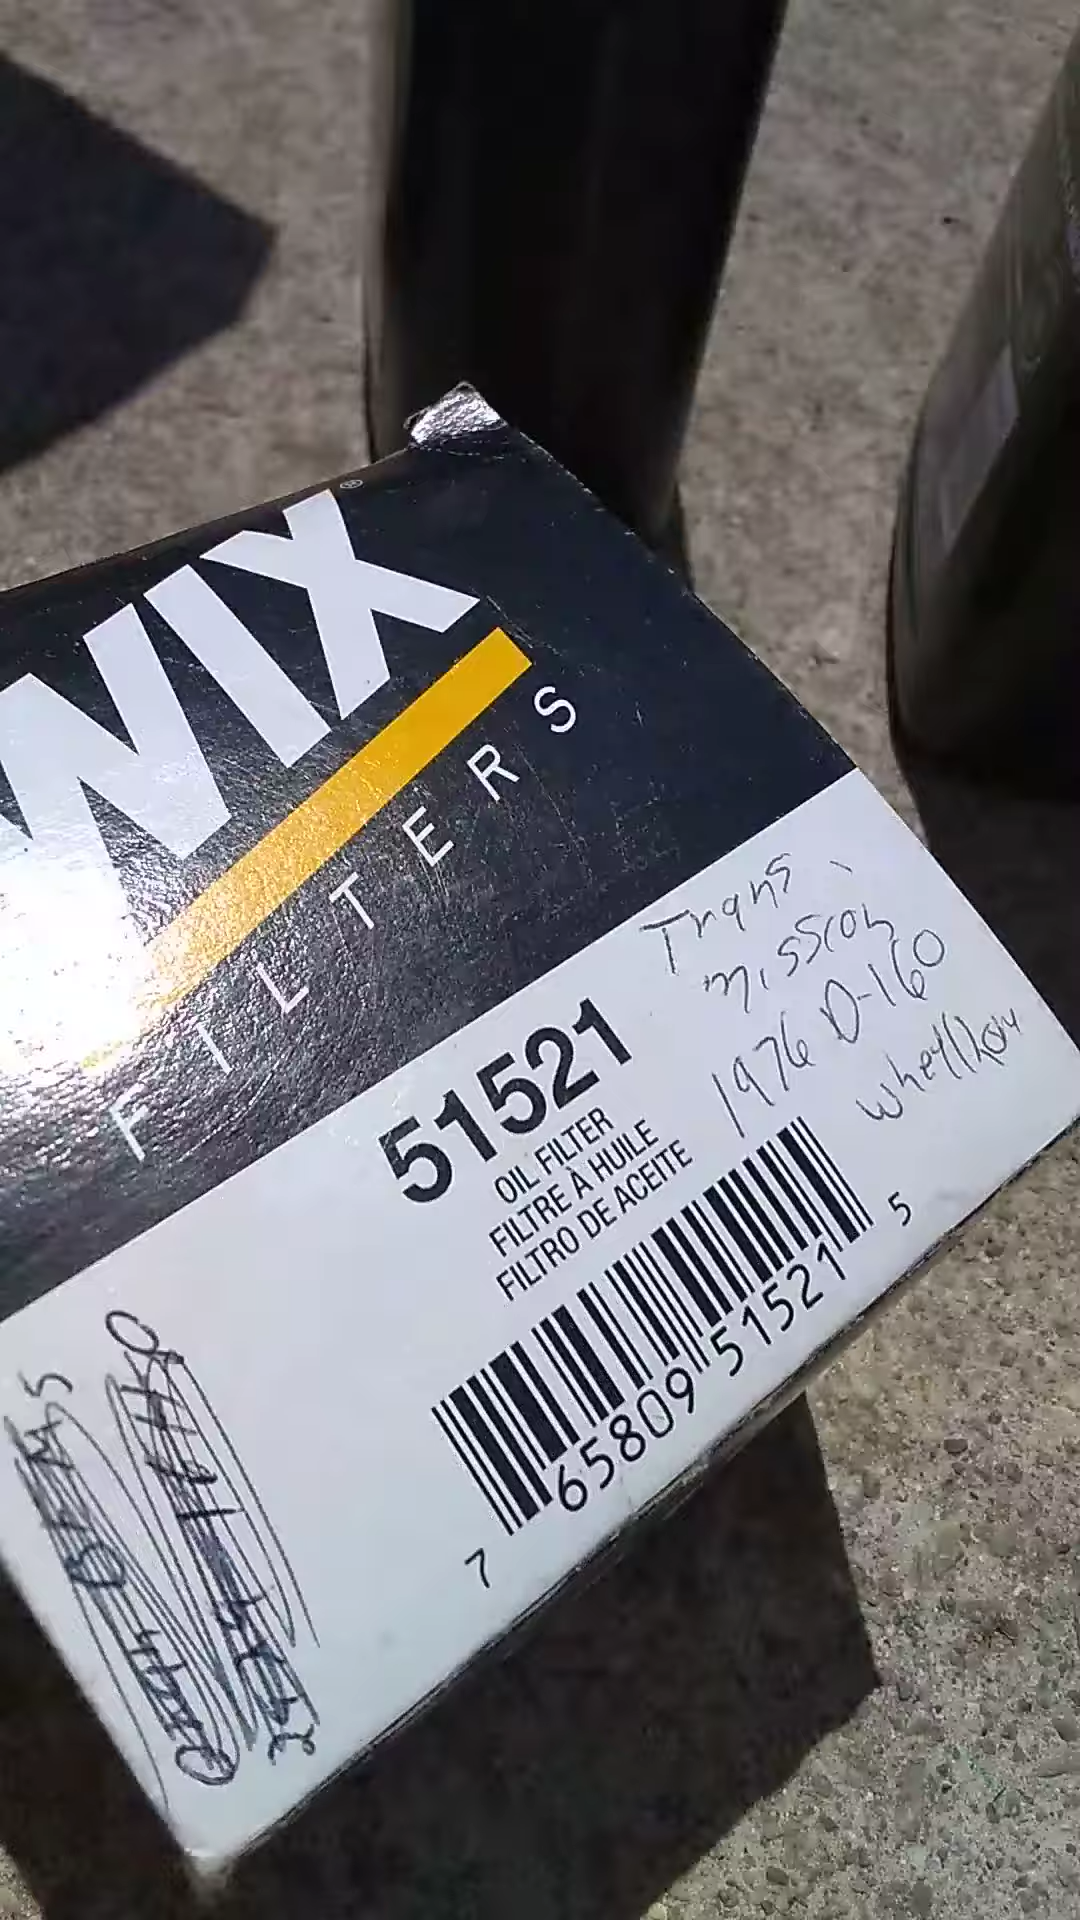 WIX®
FILTERS
51521
OIL FILTER
FILTRE À HUILE
FILTRO DE ACEITE
7 65809 51521 5
Trans
mission
1976 D-160